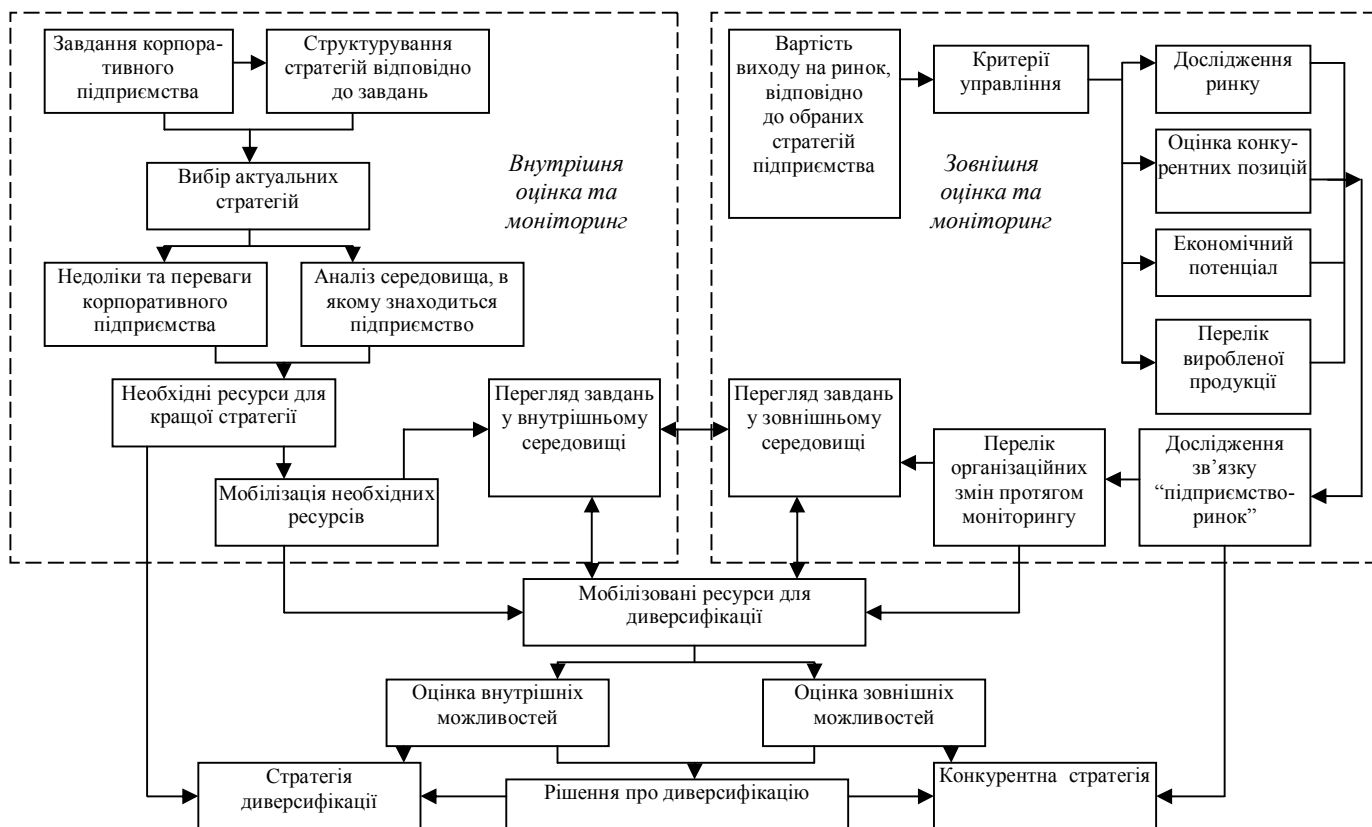 Завдання корпора-
тивного
підприємства
Структурування
стратегій відповідно
до завдань
Вибір актуальних
стратегій
Внутрішня
оцінка та
моніторинг
Недоліки та переваги
корпоративного
підприємства
Аналіз середовища, в
якому знаходиться
підприємство
Необхідні ресурси для
кращої стратегії
Мобілізація необхідних
ресурсів
Перегляд завдань
у внутрішньому
середовищі
Вартість
виходу на ринок,
відповідно
до обраних
стратегій
підприємства
Критерії
управління
Зовнішня
оцінка та
моніторинг
Дослідження
ринку
Оцінка конку-
рентних позицій
Економічний
потенціал
Перелік
виробленої
продукції
Перегляд завдань
у зовнішньому
середовищі
Перелік
організаційних
змін протягом
моніторингу
Дослідження
зв’язку
“підприємство-
ринок”
Мобілізовані ресурси для
диверсифікації
Оцінка внутрішніх
можливостей
Оцінка зовнішніх
можливостей
Стратегія
диверсифікації
Рішення про диверсифікацію
Конкурентна стратегія